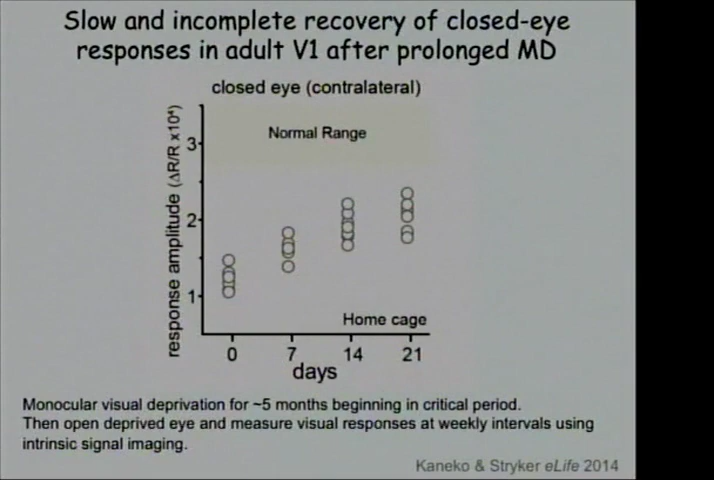 Slow and incomplete recovery of closed-eye
responses in adult V1 after prolonged MD
closed eye (contralateral)
Normal Range
response amplitude (ΔR/R x10⁴)
3
2
1
Home cage
0 7 14 21
days
Monocular visual deprivation for ~5 months beginning in critical period.
Then open deprived eye and measure visual responses at weekly intervals using
intrinsic signal imaging.
Kaneko & Stryker eLife 2014